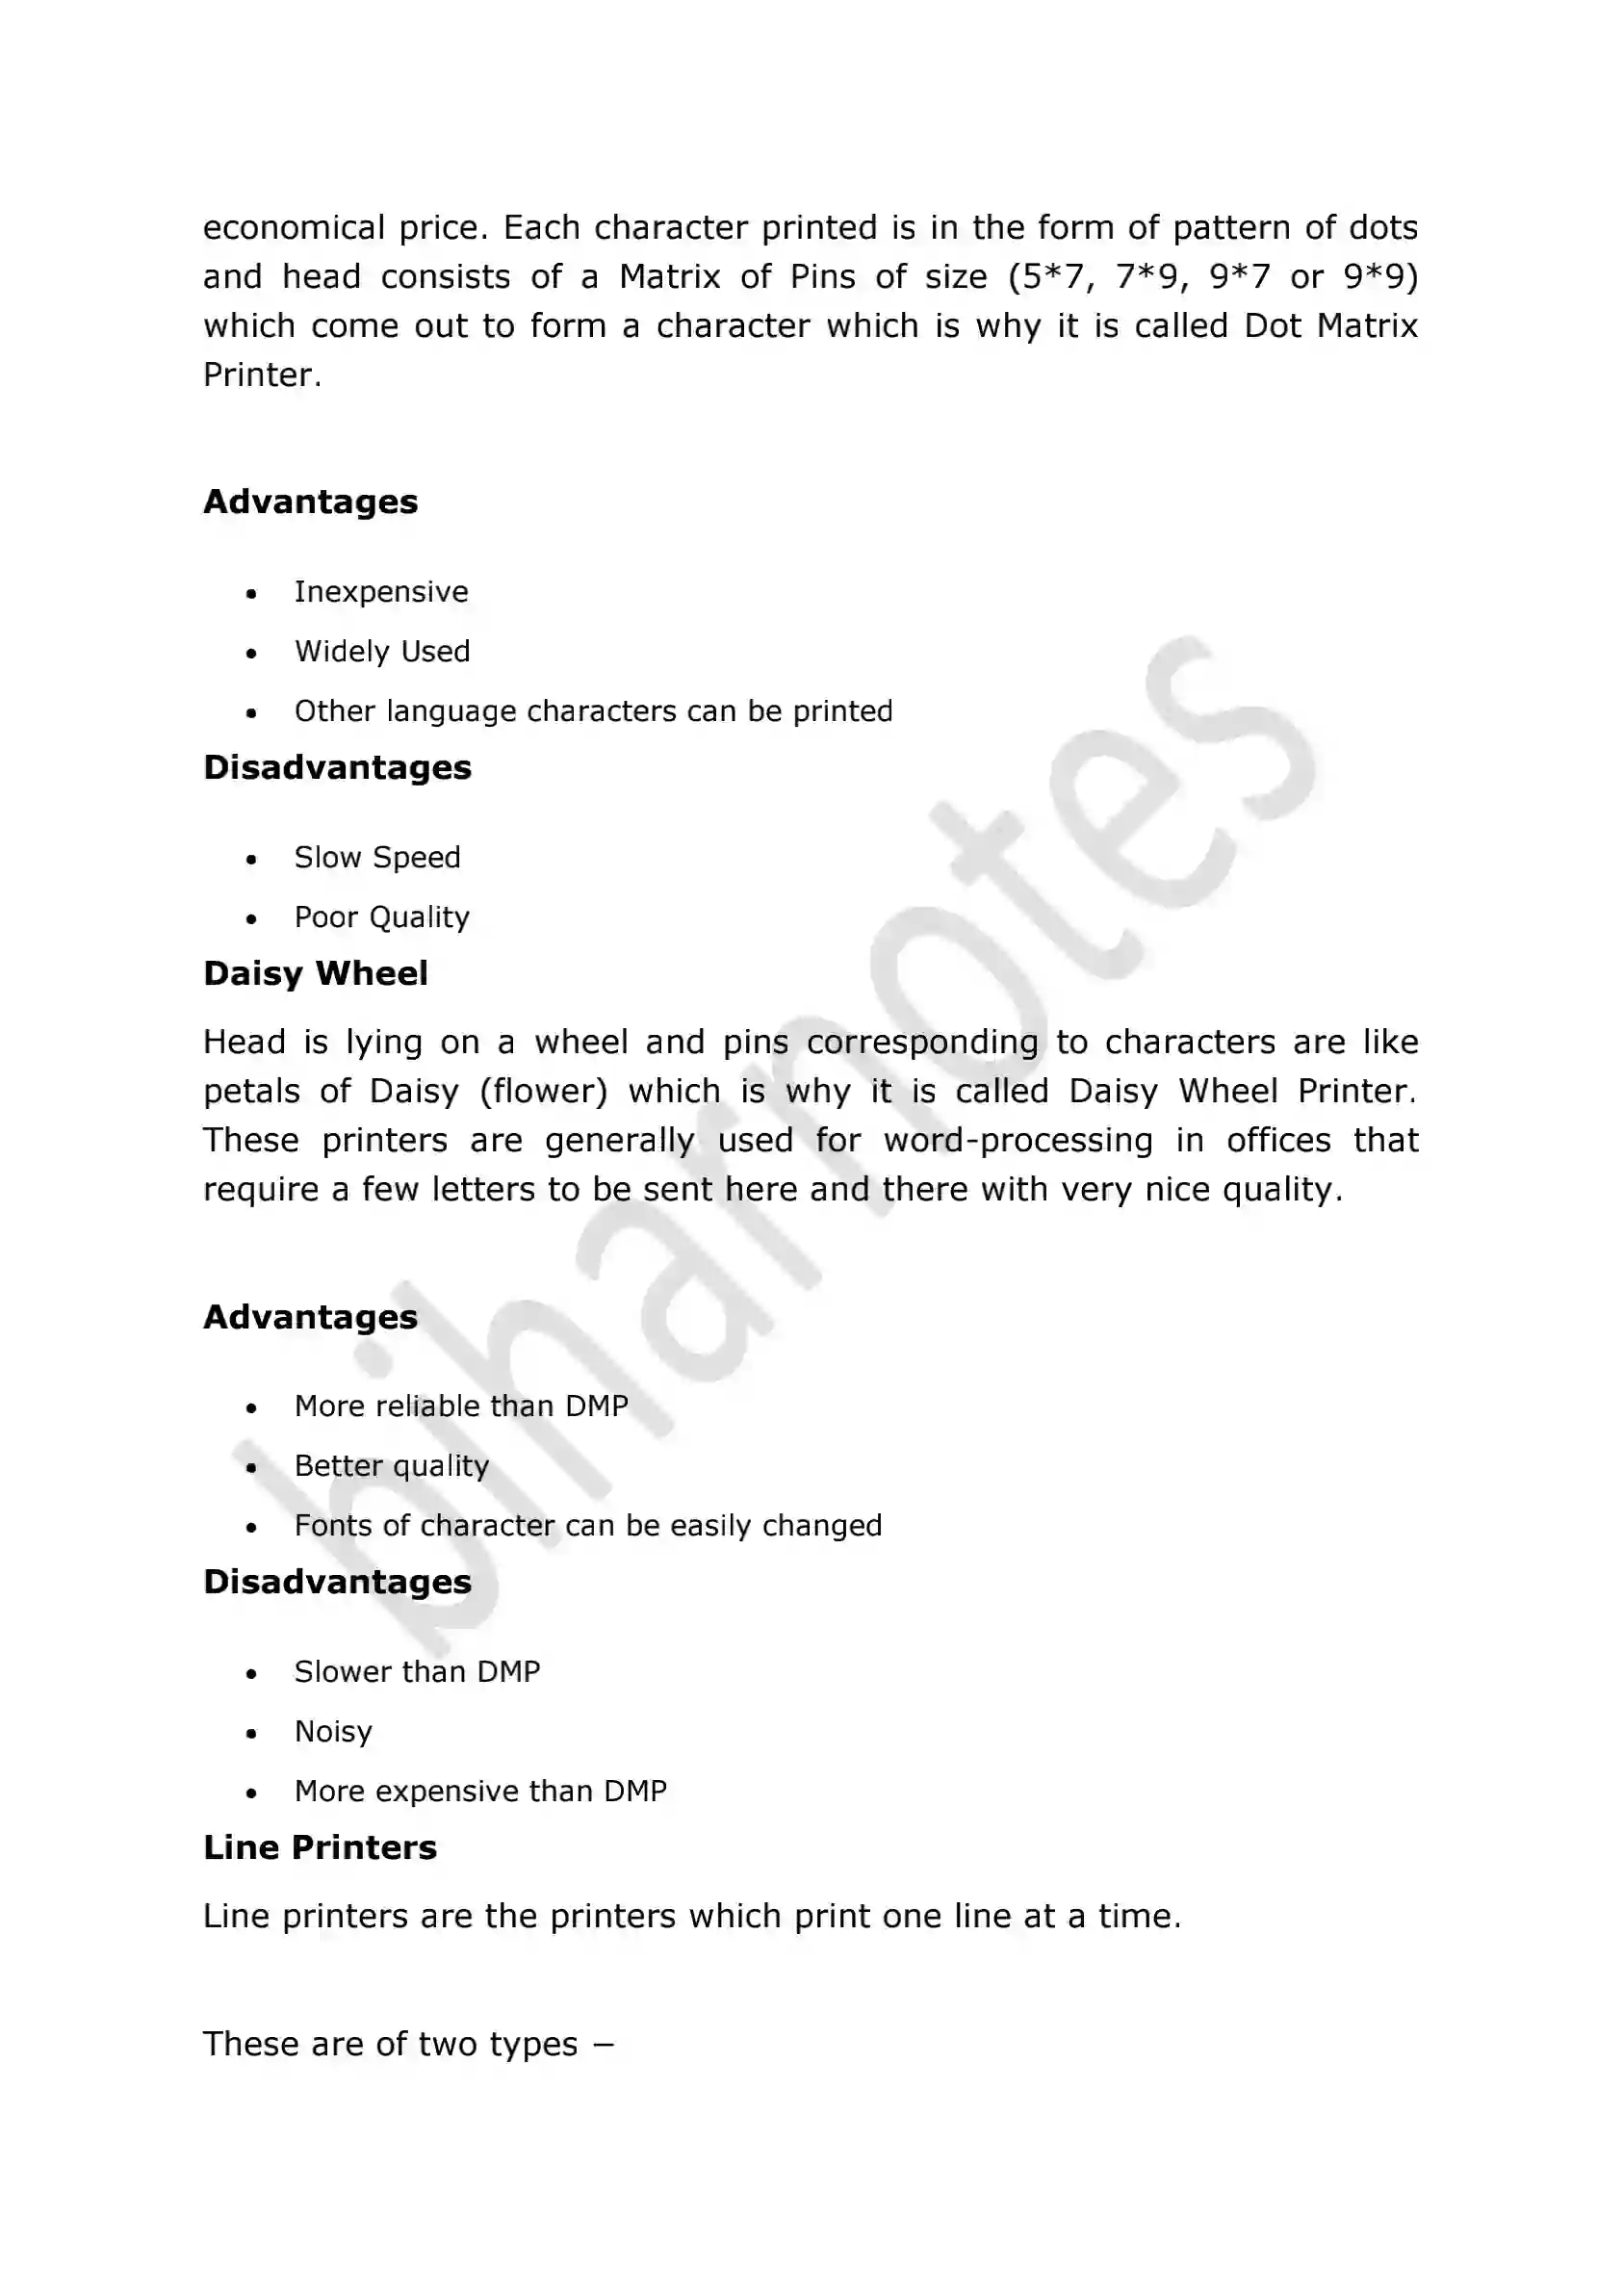 economical price. Each character printed is in the form of pattern of dots
and head consists of a Matrix of Pins of size (5*7, 7*9, 9*7 or 9*9)
which come out to form a character which is why it is called Dot Matrix
Printer.
Advantages
• Inexpensive
• Widely Used
• Other language characters can be printed
Disadvantages
• Slow Speed
• Poor Quality
Daisy Wheel
Head is lying on a wheel and pins corresponding to characters are like
petals of Daisy (flower) which is why it is called Daisy Wheel Printer.
These printers are generally used for word-processing in offices that
require a few letters to be sent here and there with very nice quality.
Advantages
• More reliable than DMP
• Better quality
• Fonts of character can be easily changed
Disadvantages
• Slower than DMP
• Noisy
• More expensive than DMP
Line Printers
Line printers are the printers which print one line at a time.
These are of two types −
biharnotes